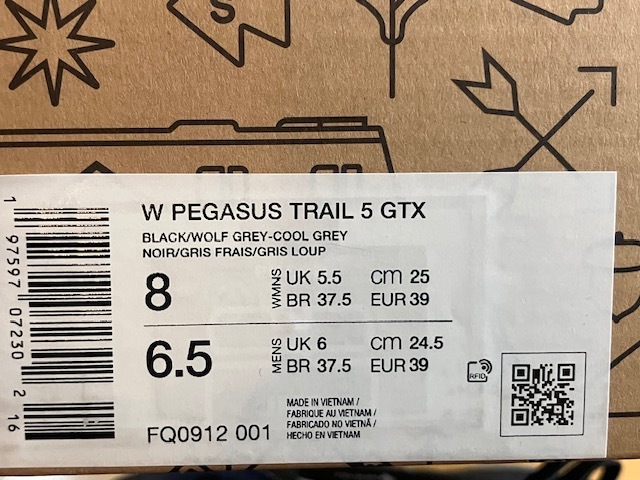 S
W PEGASUS TRAIL 5 GTX
BLACK/WOLF GREY-COOL GREY
NOIR/GRIS FRAIS/GRIS LOUP
8 WMNS UK 5.5 CM 25
BR 37.5 EUR 39
6.5 MENS UK 6 CM 24.5
BR 37.5 EUR 39
RFID
MADE IN VIETNAM /
FABRIQUE AU VIETNAM /
FABRICADO NO VIETNÃ /
HECHO EN VIETNAM
FQ0912 001
1 97597 07230 2 16